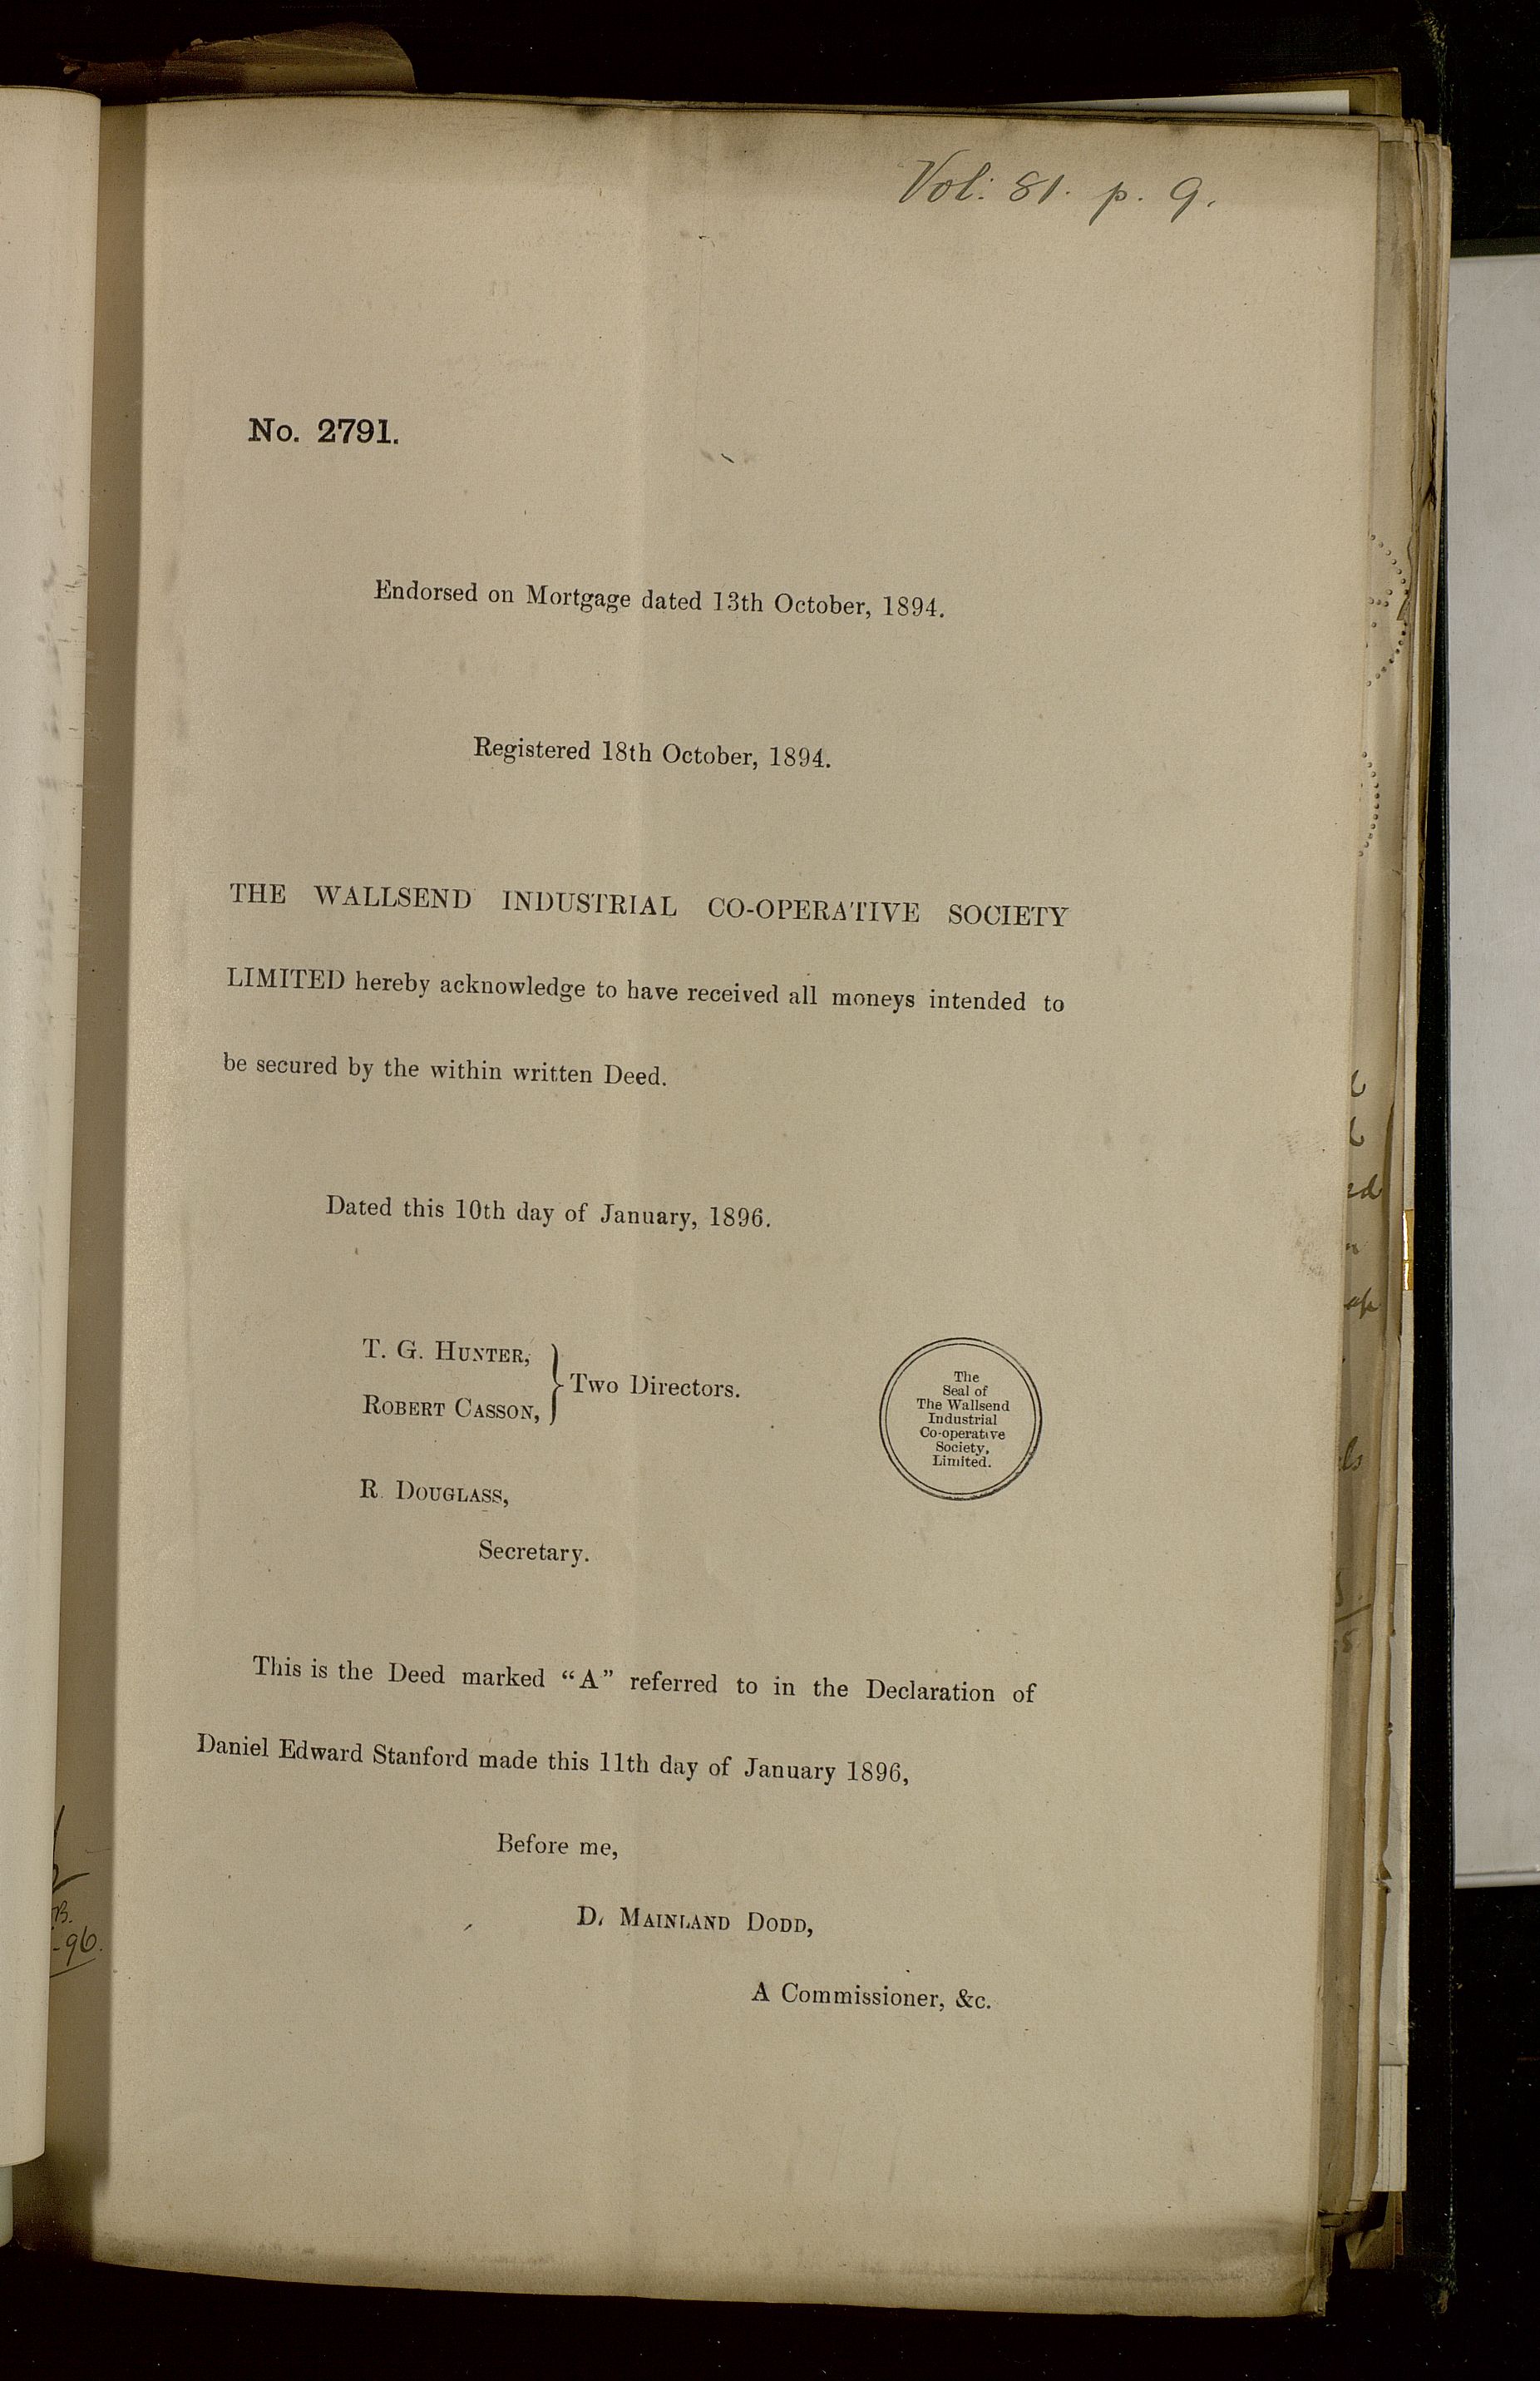 Vol: 81. p. 9.
No. 2791.
Endorsed on Mortgage dated 13th October, 1894.
Registered 18th October, 1894.
THE WALLSEND INDUSTRIAL CO-OPERATIVE SOCIETY
LIMITED hereby acknowledge to have received all moneys intended to
be secured by the within written Deed.
Dated this 10th day of January, 1896.
T. G. HUNTER,
ROBERT CASSON,
Two Directors.
The
Seal of
The Wallsend
Industrial
Co-operative
Society,
Limited.
R. DOUGLASS,
Secretary.
This is the Deed marked “A” referred to in the Declaration of
Daniel Edward Stanford made this 11th day of January 1896,
Before me,
D. MAINLAND DODD,
A Commissioner, &c.
-96.